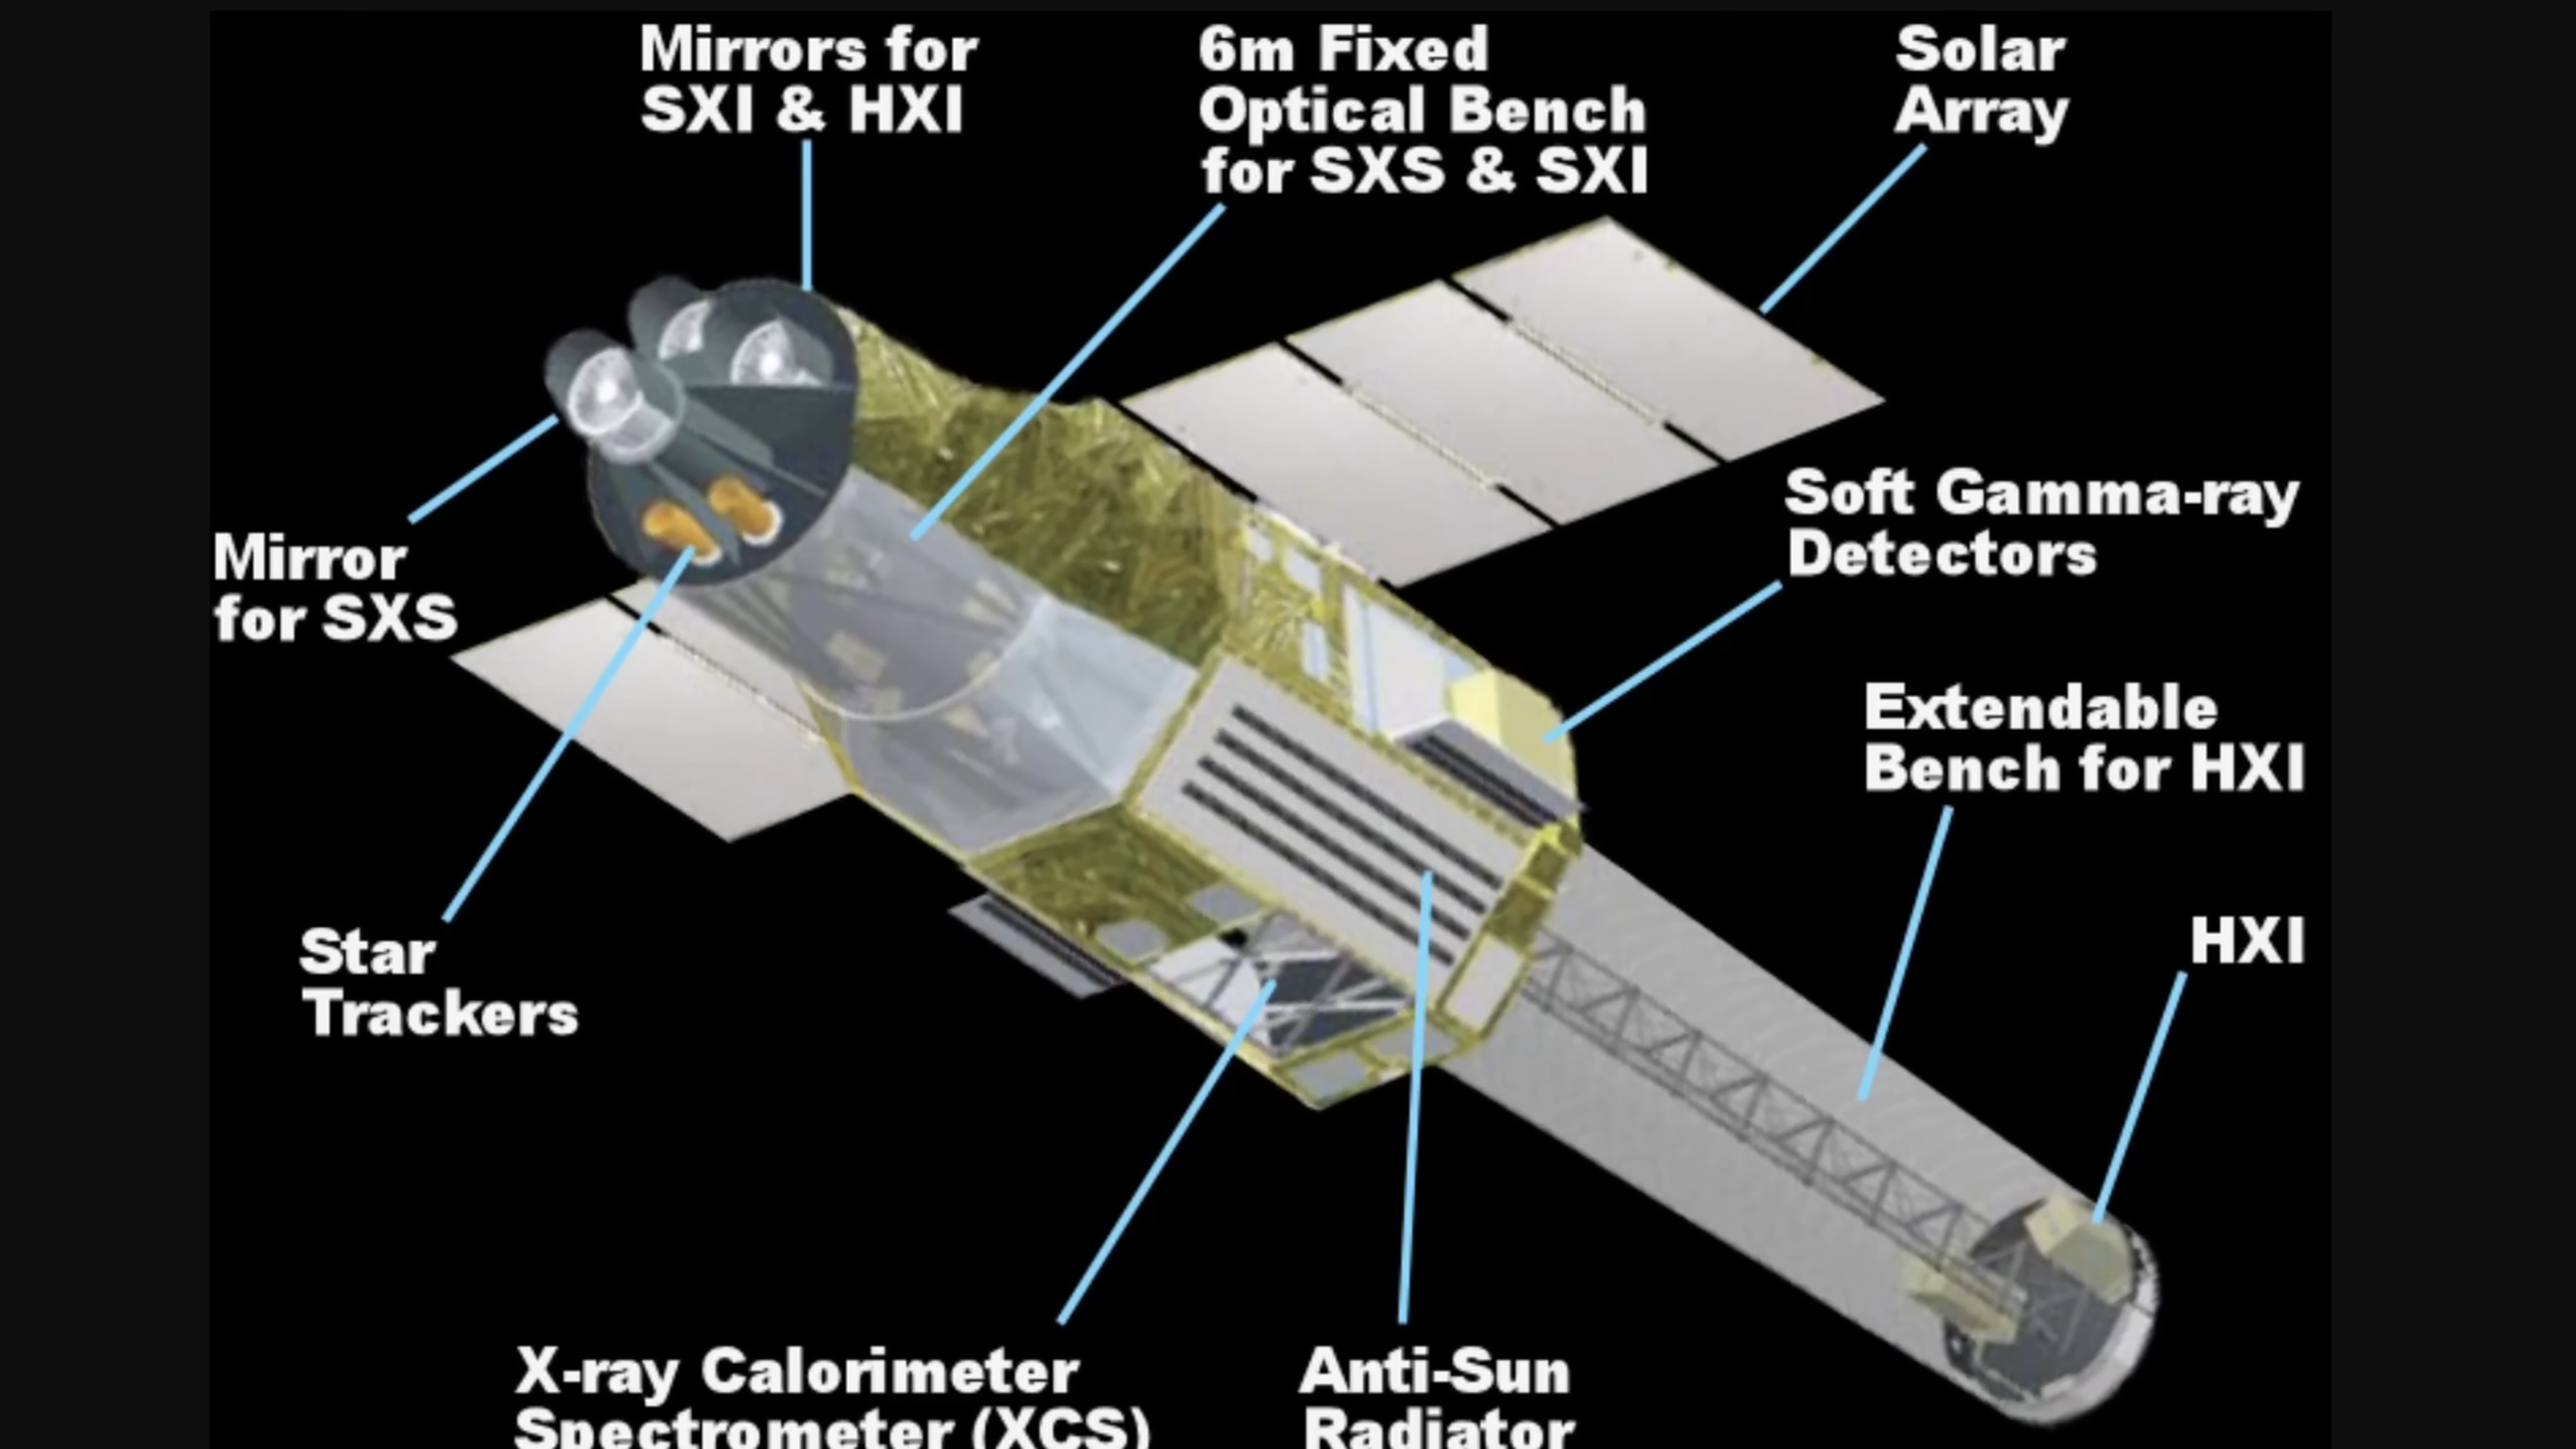 Mirrors for
SXI & HXI
6m Fixed
Optical Bench
for SXS & SXI
Solar
Array
Mirror
for SXS
Soft Gamma-ray
Detectors
Extendable
Bench for HXI
HXI
Star
Trackers
X-ray Calorimeter
Spectrometer (XCS)
Anti-Sun
Radiator